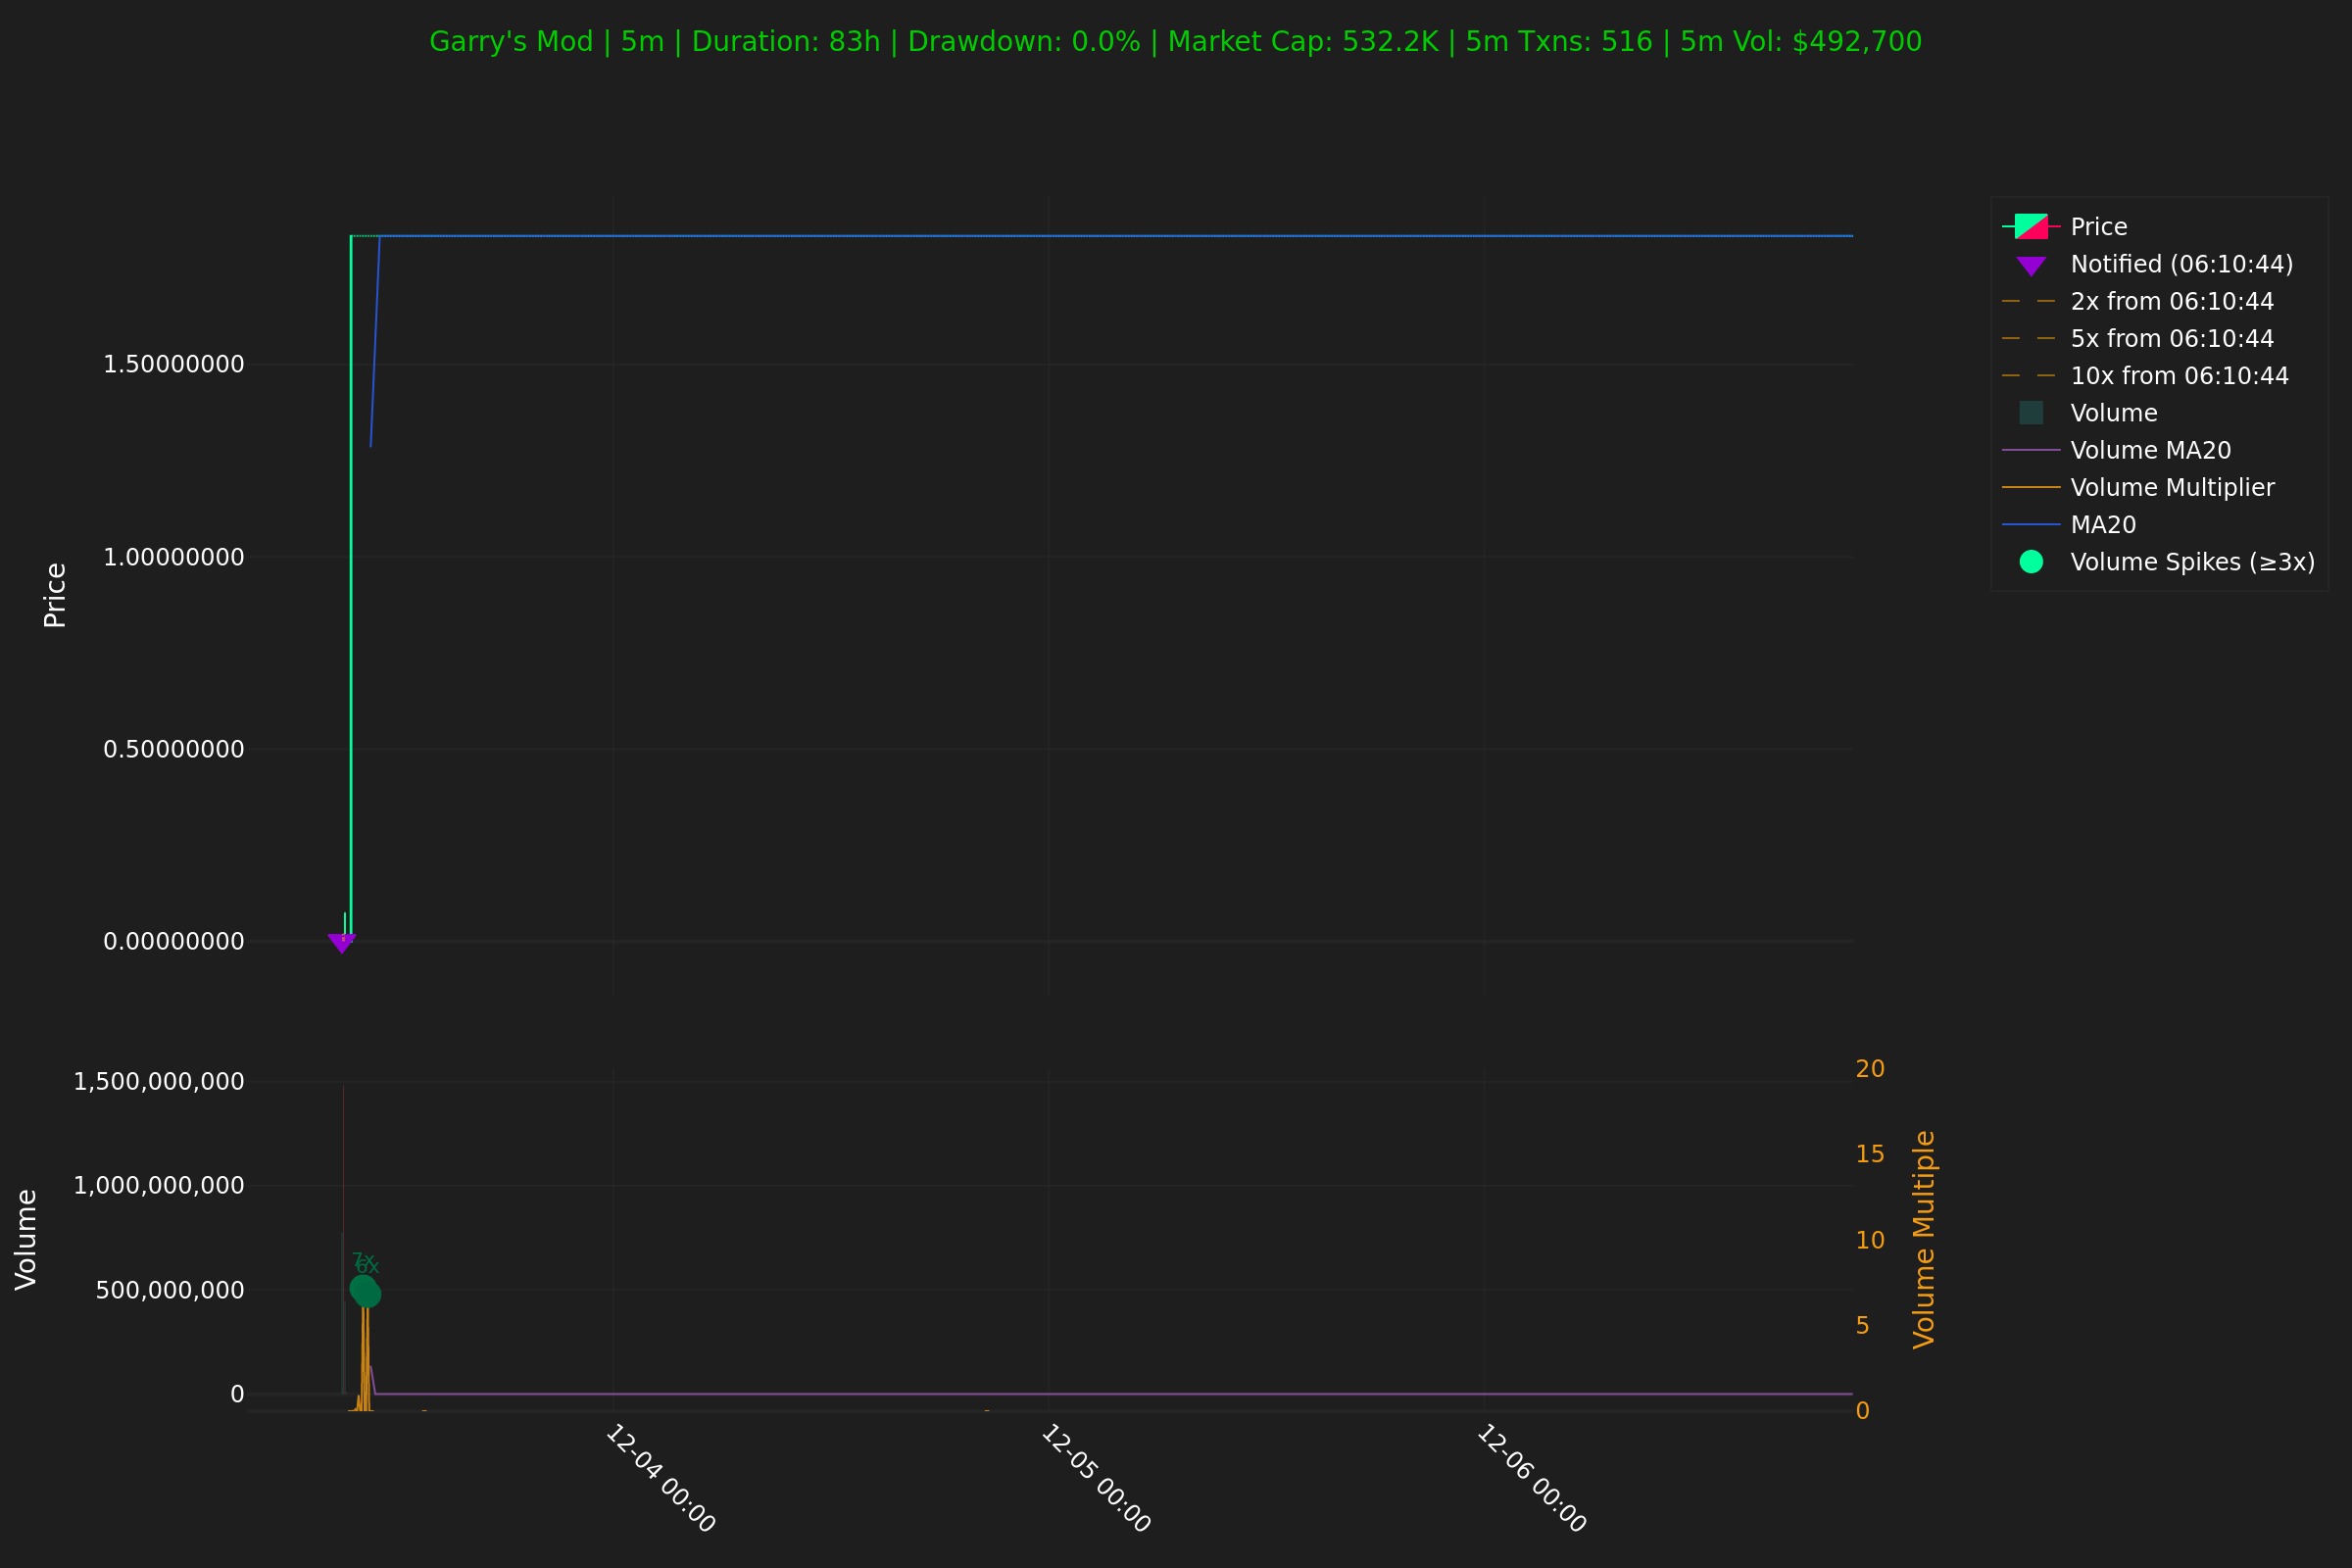 Garry's Mod | 5m | Duration: 83h | Drawdown: 0.0% | Market Cap: 532.2K | 5m Txns: 516 | 5m Vol: $492,700
Price
Notified (06:10:44)
2x from 06:10:44
5x from 06:10:44
10x from 06:10:44
Volume
Volume MA20
Volume Multiplier
MA20
Volume Spikes (≥3x)
Price
1.50000000
1.00000000
0.50000000
0.00000000
Volume
1,500,000,000
1,000,000,000
500,000,000
0
7x
6x
20
15
10
5
0
Volume Multiple
12-04 00:00
12-05 00:00
12-06 00:00